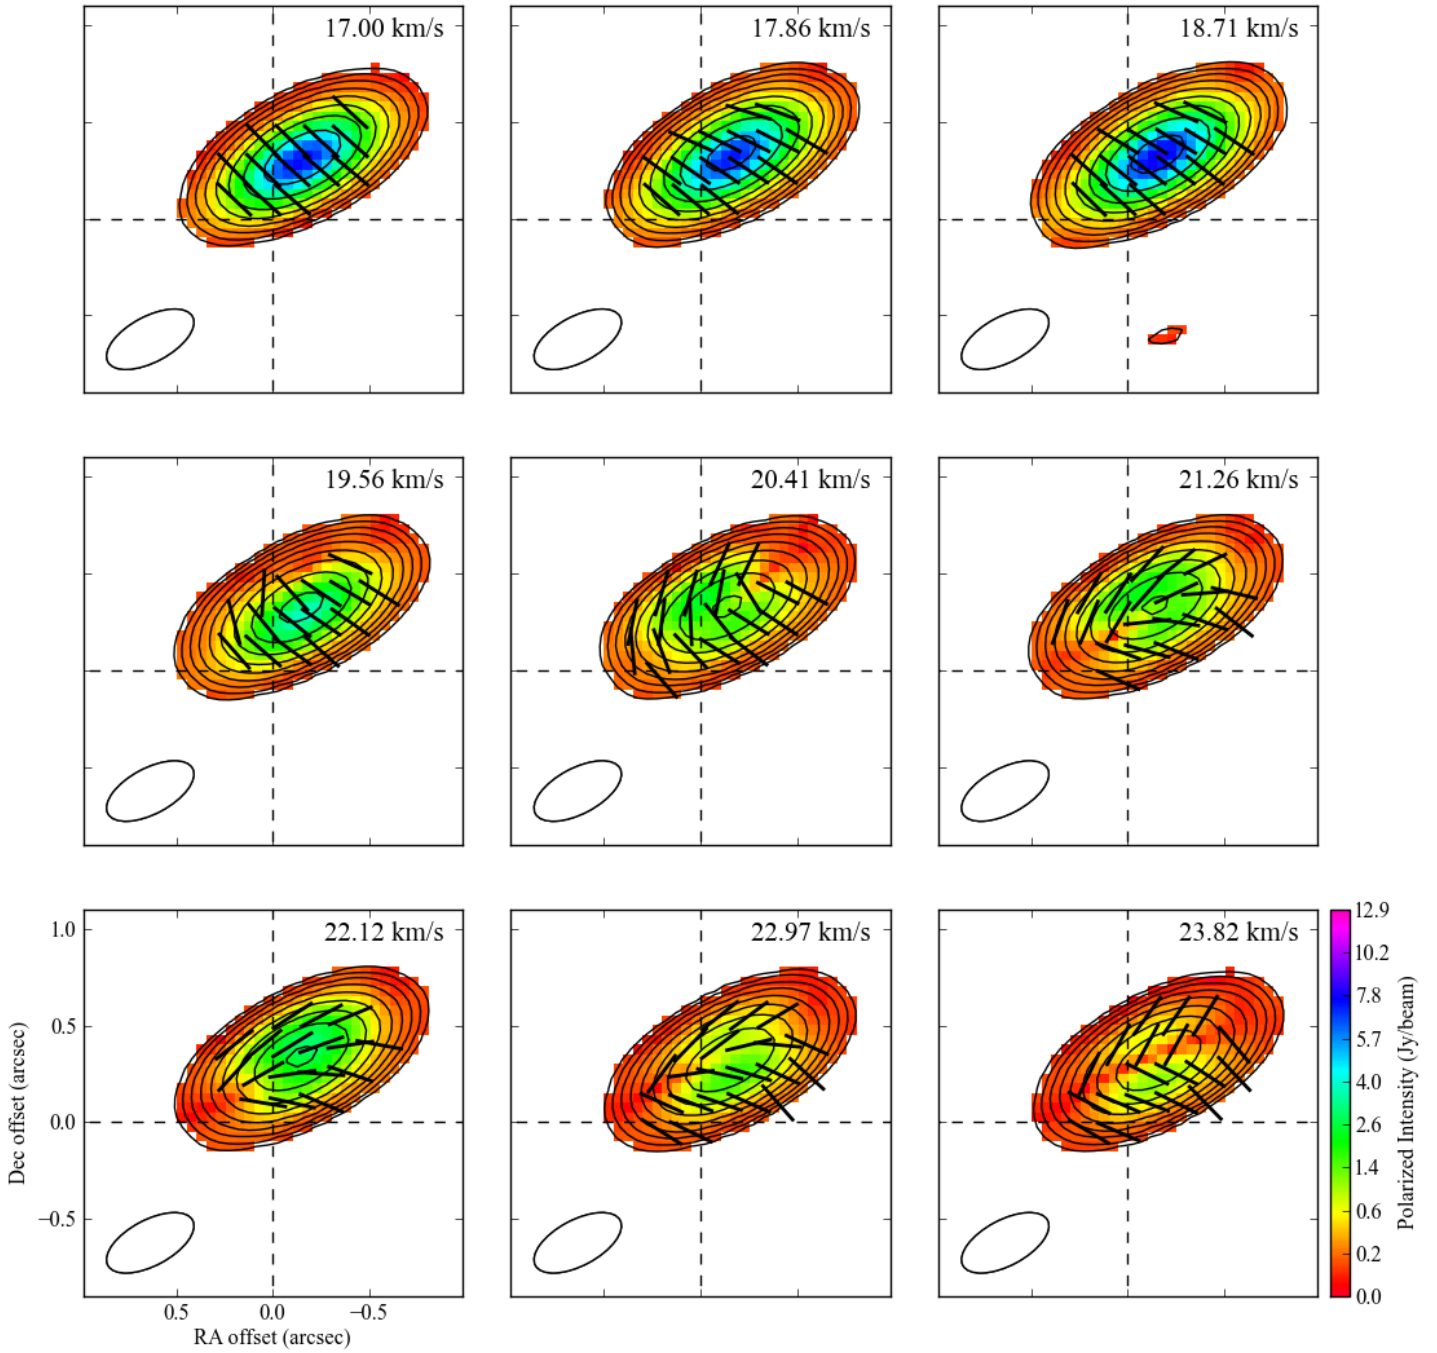 17.00 km/s
17.86 km/s
18.71 km/s
19.56 km/s
20.41 km/s
21.26 km/s
22.12 km/s
22.97 km/s
23.82 km/s
1.0
0.5
0.0
−0.5
Dec offset (arcsec)
0.5
0.0
−0.5
RA offset (arcsec)
12.9
10.2
7.8
5.7
4.0
2.6
1.4
0.6
0.2
0.0
Polarized Intensity (Jy/beam)